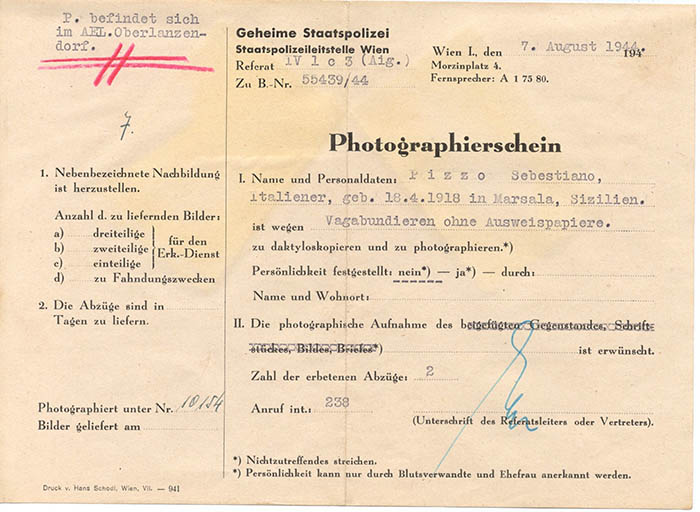 P. befindet sich
im AEL.Oberlanzen-
dorf.
7.
1. Nebenbezeichnete Nachbildung
ist herzustellen.
Anzahl d. zu liefernden Bilder:
a) dreiteilige
b) zweiteilige
c) einteilige
für den
Erk.-Dienst
d) zu Fahndungszwecken
2. Die Abzüge sind in
Tagen zu liefern.
Photographiert unter Nr. 10154
Bilder geliefert am
Druck v. Hans Schodl, Wien, VII. — 941
Geheime Staatspolizei
Staatspolizeileitstelle Wien
Referat IV 1 c 3 (Aig.)
Zu B.-Nr. 55439/44
Wien I., den 7. August 1944. 194
Morzinplatz 4.
Fernsprecher: A 1 75 80.
Photographierschein
I. Name und Personaldaten: Pizzo Sebestiano,
Italiener, geb. 18.4.1918 in Marsala, Sizilien.
ist wegen Vagabundieren ohne Ausweispapiere.
zu daktyloskopieren und zu photographieren.*)
Persönlichkeit festgestellt: nein*) — ja*) — durch:
Name und Wohnort:
II. Die photographische Aufnahme des beigefügten Gegenstandes, Schrift-
stückes, Bildes, Briefes*) ist erwünscht.
Zahl der erbetenen Abzüge: 2
Anruf int.: 238
(Unterschrift des Referatsleiters oder Vertreters).
*) Nichtzutreffendes streichen.
*) Persönlichkeit kann nur durch Blutsverwandte und Ehefrau anerkannt werden.